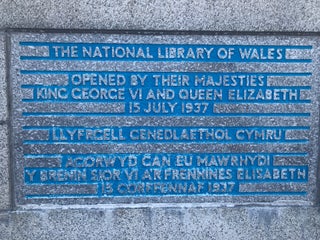 THE NATIONAL LIBRARY OF WALES
OPENED BY THEIR MAJESTIES
KING GEORGE VI AND QUEEN ELIZABETH
15 JULY 1937
LLYFRGELL GENEDLAETHOL CYMRU
AGORWYD GAN EU MAWRHYDI
Y BRENIN SIOR VI A'R FRENHINES ELISABETH
15 GORFFENNAF 1937